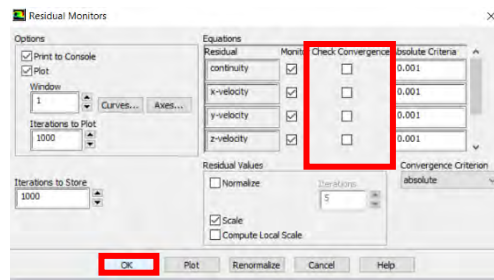 Residual Monitors
Options
Print to Console
Plot
Window
1
Curves... Axes...
Iterations to Plot
1000
Iterations to Store
1000
Equations
Residual Monito Check Convergence Absolute Criteria
continuity 0.001
x-velocity 0.001
y-velocity 0.001
z-velocity 0.001
Residual Values
Normalize
Iterations
5
Scale
Compute Local Scale
Convergence Criterion
absolute
OK Plot Renormalize Cancel Help